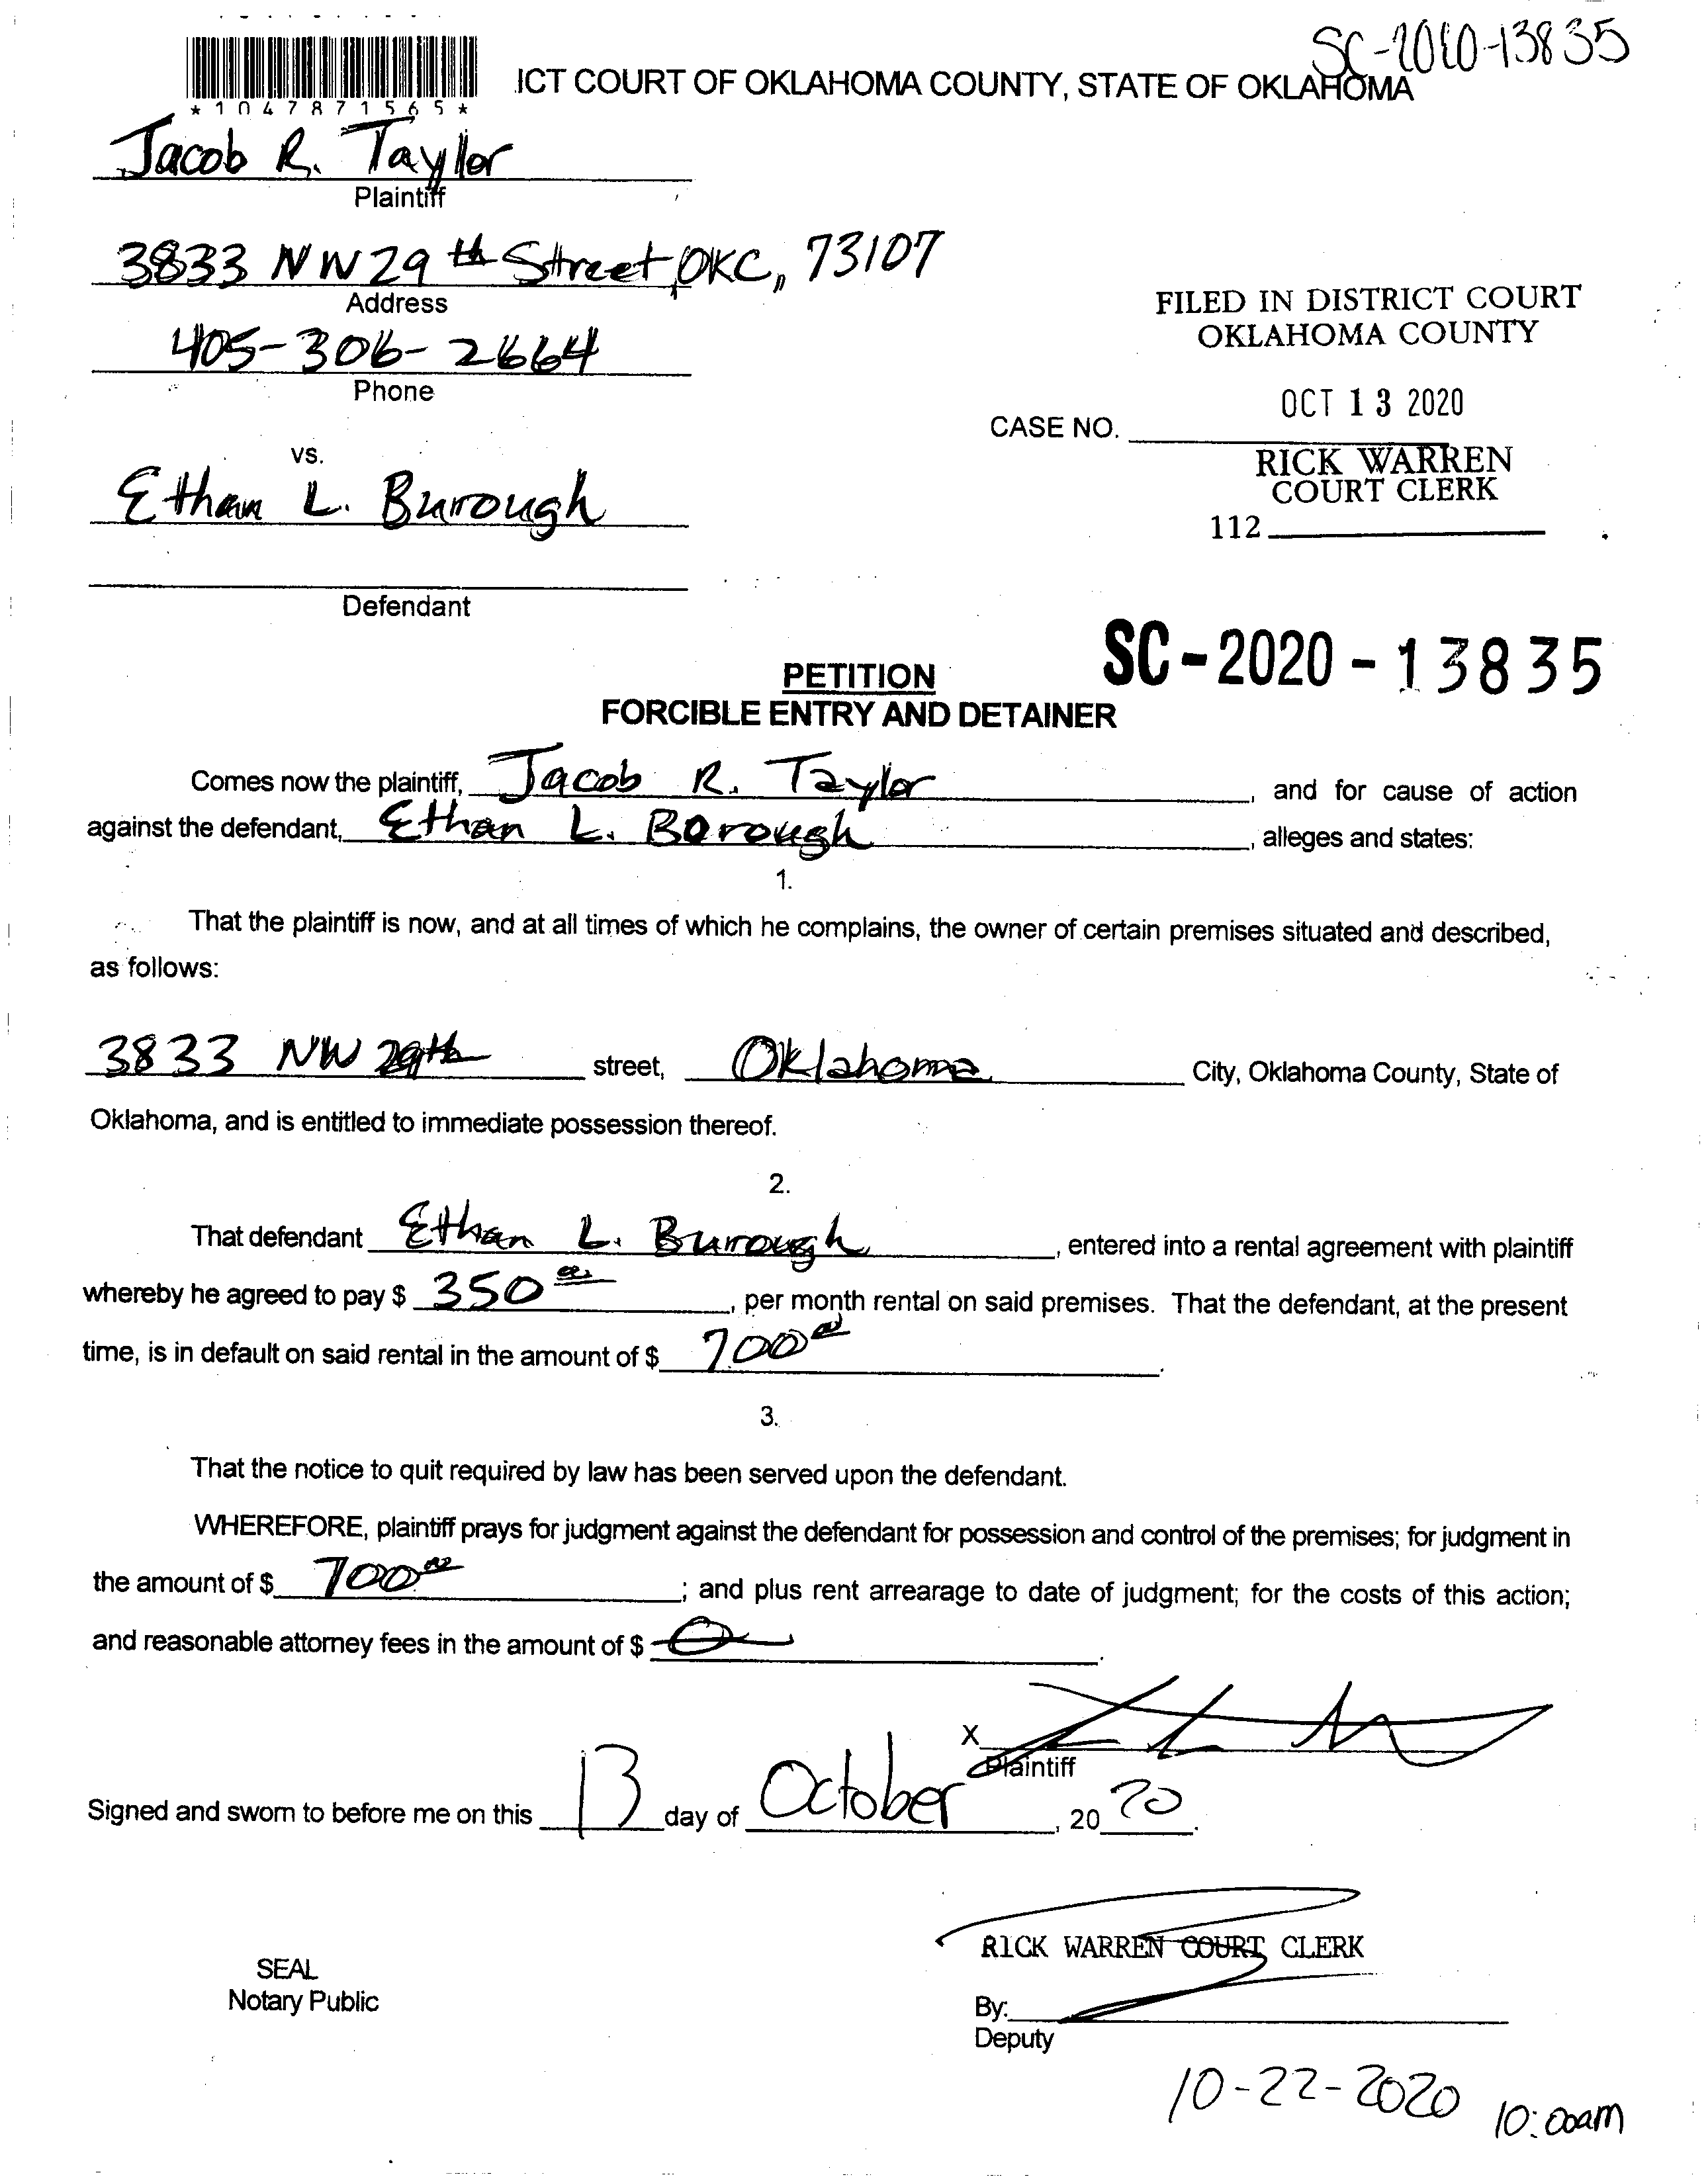 SC-2020-13835
ICT COURT OF OKLAHOMA COUNTY, STATE OF OKLAHOMA
*1047871565*
Jacob R. Taylor
Plaintiff
3833 NW 29th Street, OKC, 73107
Address
FILED IN DISTRICT COURT
OKLAHOMA COUNTY
405-306-2664
Phone
OCT 13 2020
CASE NO.
RICK WARREN
COURT CLERK
112
vs.
Ethan L. Burough
Defendant
SC-2020-13835
PETITION
FORCIBLE ENTRY AND DETAINER
Comes now the plaintiff, Jacob R. Taylor, and for cause of action
against the defendant, Ethan L. Borough, alleges and states:
1.
That the plaintiff is now, and at all times of which he complains, the owner of certain premises situated and described,
as follows:
3833 NW 29th street, Oklahoma City, Oklahoma County, State of
Oklahoma, and is entitled to immediate possession thereof.
2.
That defendant Ethan L. Burough, entered into a rental agreement with plaintiff
whereby he agreed to pay $ 350 00, per month rental on said premises. That the defendant, at the present
time, is in default on said rental in the amount of $ 700 00.
3.
That the notice to quit required by law has been served upon the defendant.
WHEREFORE, plaintiff prays for judgment against the defendant for possession and control of the premises; for judgment in
the amount of $ 700 00; and plus rent arrearage to date of judgment; for the costs of this action;
and reasonable attorney fees in the amount of $ 0.
X
Plaintiff
Signed and sworn to before me on this 13 day of October, 20 20.
RICK WARREN COURT CLERK
SEAL
Notary Public
By:
Deputy
10-22-2020 10:00am